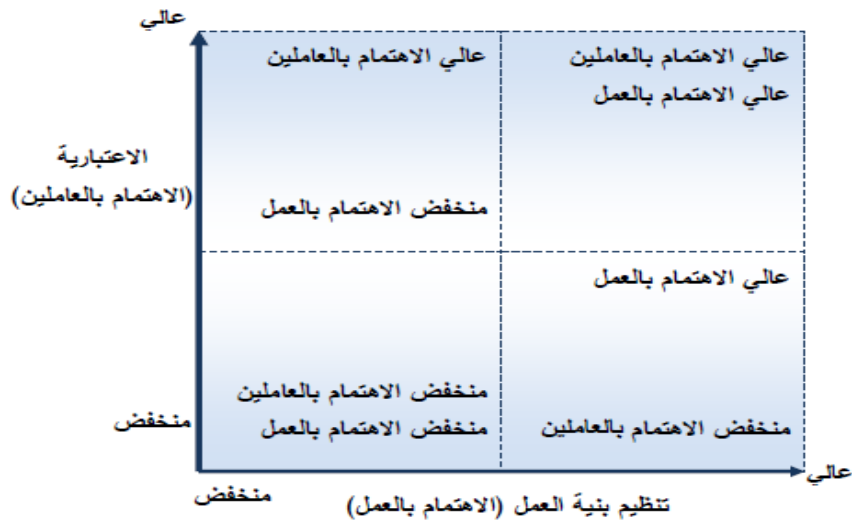 عالي
عالي الاهتمام بالعاملين
عالي الاهتمام بالعمل
عالي الاهتمام بالعاملين
منخفض الاهتمام بالعمل
الاعتبارية
(الاهتمام بالعاملين)
عالي الاهتمام بالعمل
منخفض الاهتمام بالعاملين
منخفض الاهتمام بالعاملين
منخفض الاهتمام بالعمل
منخفض
عالي
تنظيم بنية العمل (الاهتمام بالعمل)
منخفض